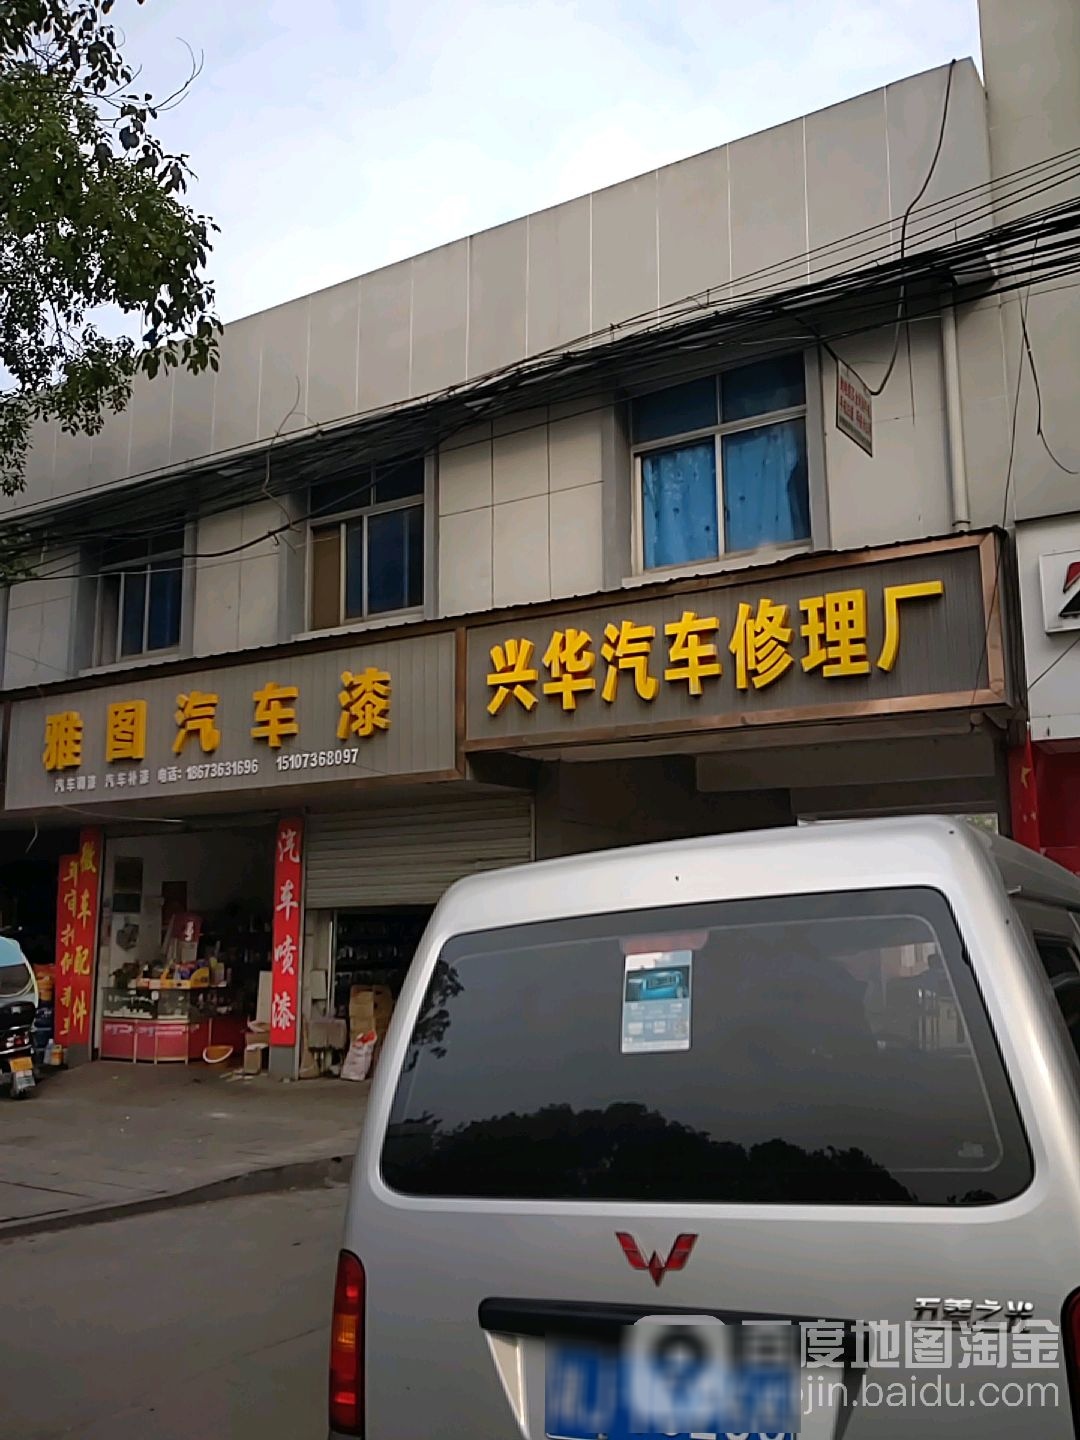 兴华汽车修理厂
雅图汽车漆
汽车调漆 汽车补漆 电话:18673631696 15107368097
微车配件
汽车喷漆
五菱之光
百度地图淘金
jin.baidu.com